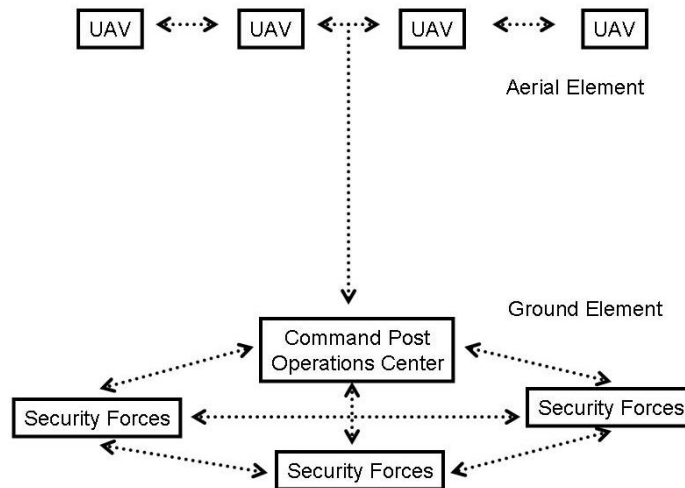 UAV UAV UAV UAV
Aerial Element
Ground Element
Command Post
Operations Center
Security Forces
Security Forces
Security Forces